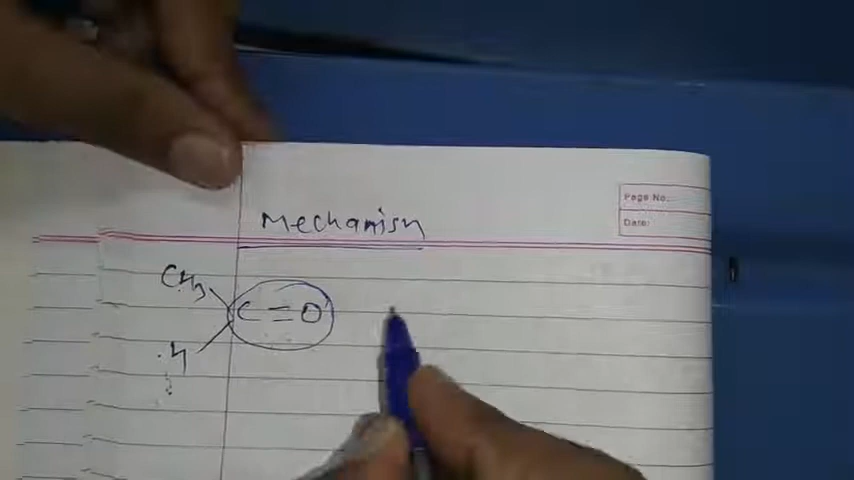 Page No.:
Date:
Mechanism
CH3
C = O
H